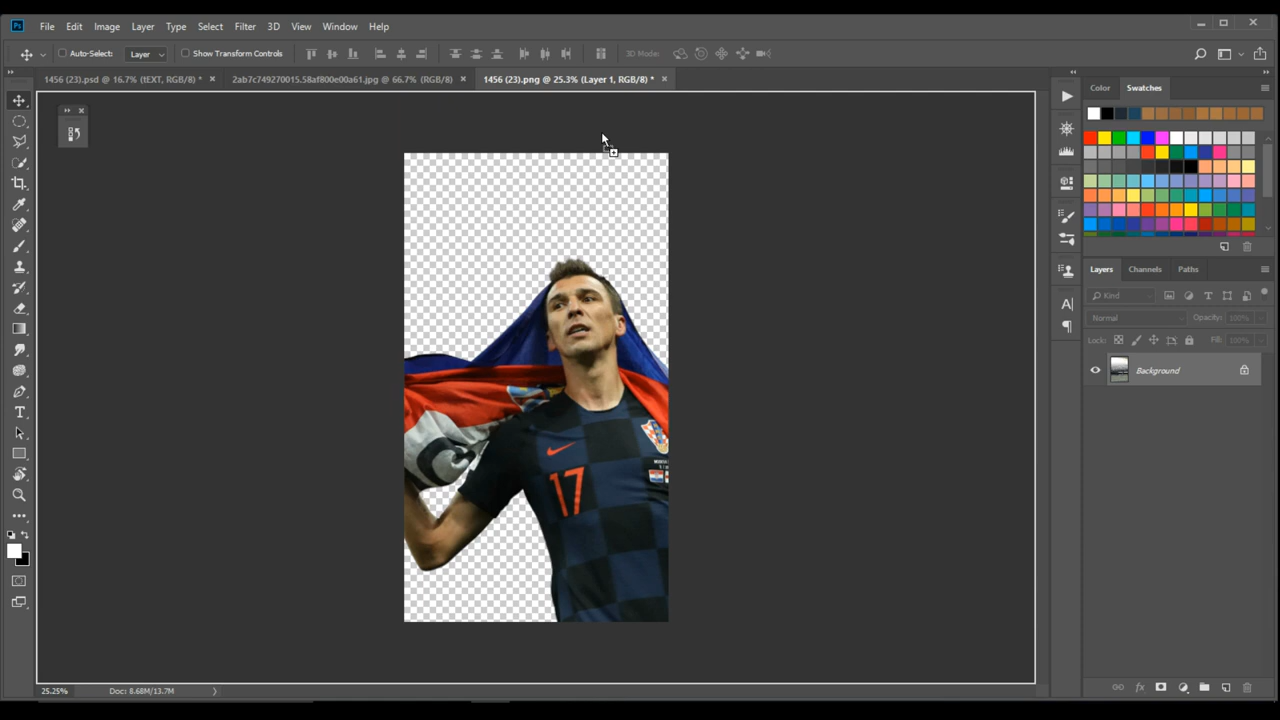 Ps File Edit Image Layer Type Select Filter 3D View Window Help
Auto-Select: Layer Show Transform Controls 3D Mode:
1456 (23).psd @ 16.7% (tEXT, RGB/8) * 2ab7c749270015.58af800e00a61.jpg @ 66.7% (RGB/8) 1456 (23).png @ 25.3% (Layer 1, RGB/8) *
Color Swatches
Layers Channels Paths
Kind
Normal Opacity: 100%
Lock: Fill: 100%
Background
17
25.25% Doc: 8.68M/13.7M